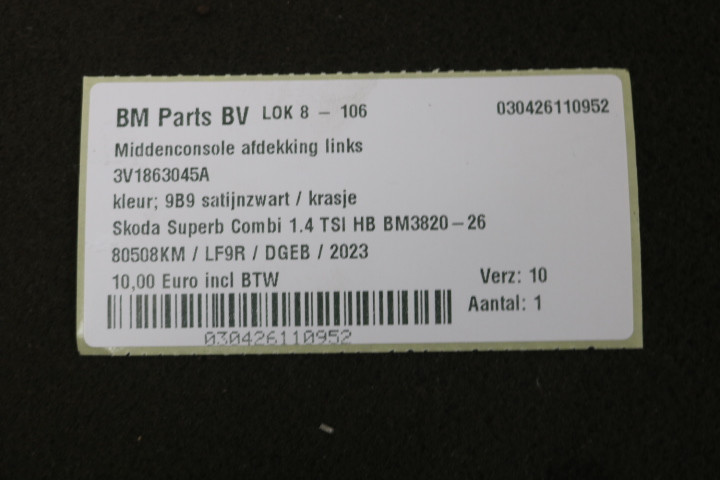 BM Parts BV LOK 8 - 106 030426110952
Middenconsole afdekking links
3V1863045A
kleur; 9B9 satijnzwart / krasje
Skoda Superb Combi 1.4 TSI HB BM3820-26
80508KM / LF9R / DGEB / 2023
10,00 Euro incl BTW Verz: 10
Aantal: 1
030426110952